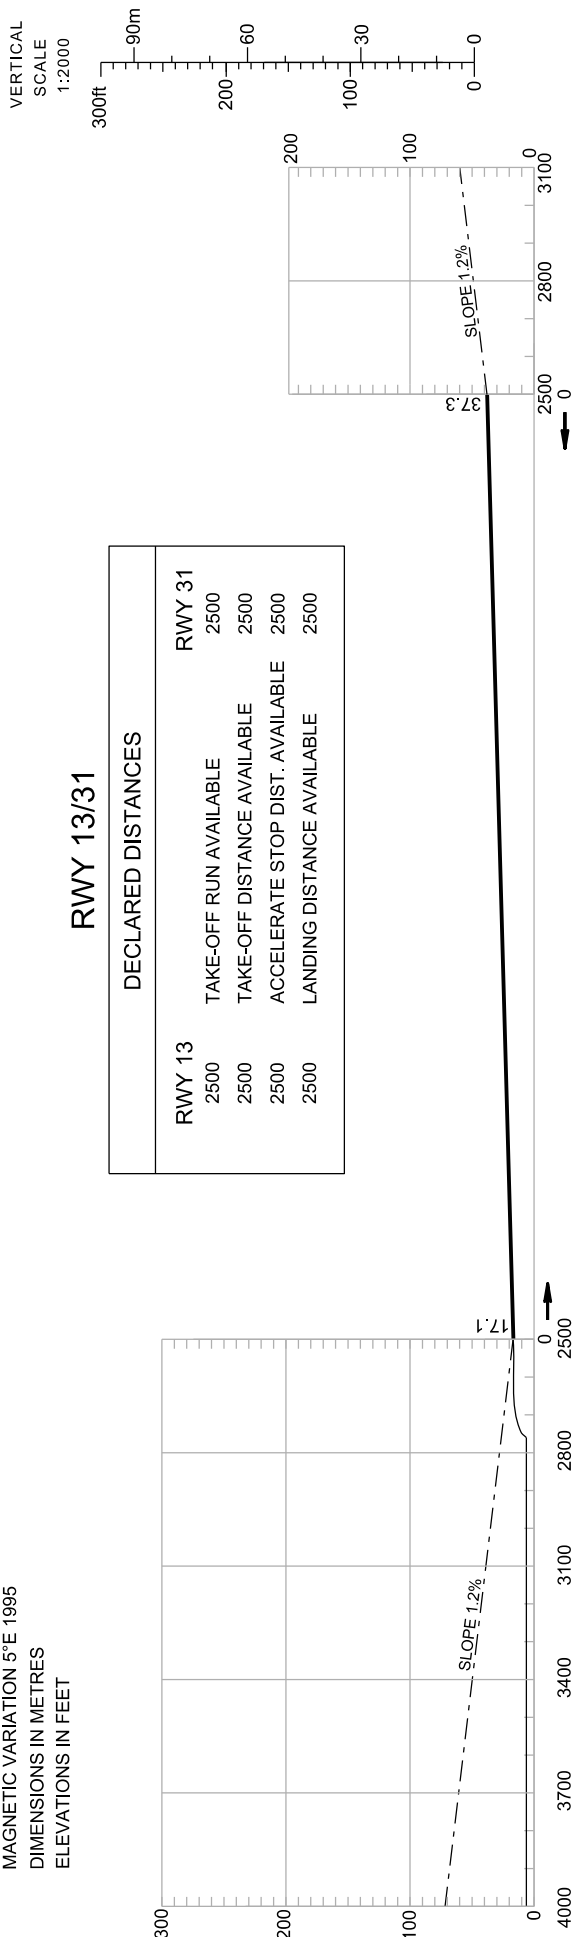 MAGNETIC VARIATION 5°E 1995
DIMENSIONS IN METRES
ELEVATIONS IN FEET
VERTICAL
SCALE
1:2000
90m
60
30
0
300ft
200
100
0
RWY 13/31
DECLARED DISTANCES
RWY 13 RWY 31
2500 TAKE-OFF RUN AVAILABLE 2500
2500 TAKE-OFF DISTANCE AVAILABLE 2500
2500 ACCELERATE STOP DIST. AVAILABLE 2500
2500 LANDING DISTANCE AVAILABLE 2500
300
200
100
0
SLOPE 1.2%
17.1
37.3
SLOPE 1.2%
200
100
0
0 2500 2800 3100
4000 3700 3400 3100 2800 2500 0